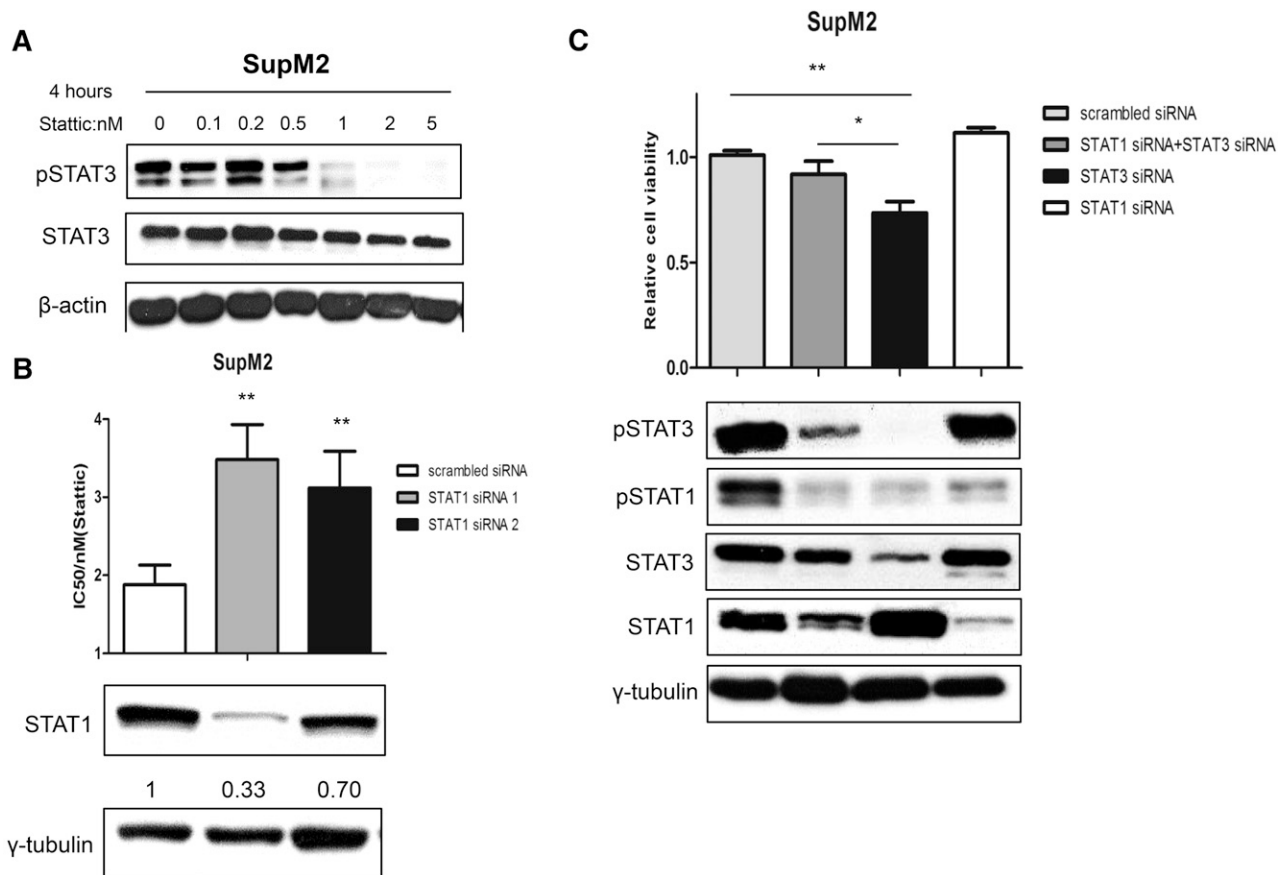 A
SupM2
4 hours
Stattic:nM 0 0.1 0.2 0.5 1 2 5
pSTAT3
STAT3
β-actin
B
SupM2
** **
4
3
2
1
IC50/nM(Stattic)
scrambled siRNA
STAT1 siRNA 1
STAT1 siRNA 2
STAT1
1 0.33 0.70
γ-tubulin
C
SupM2
**
*
1.0
0.5
0.0
Relative cell viability
scrambled siRNA
STAT1 siRNA+STAT3 siRNA
STAT3 siRNA
STAT1 siRNA
pSTAT3
pSTAT1
STAT3
STAT1
γ-tubulin